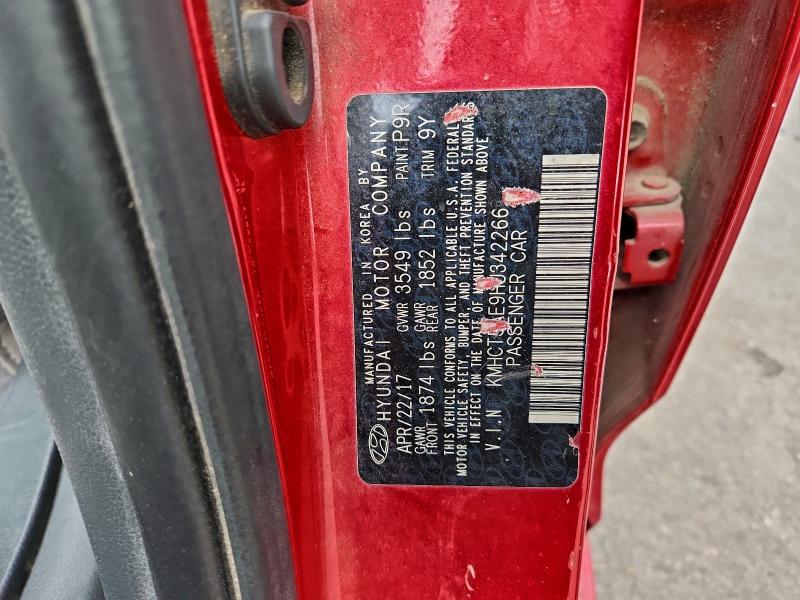 MANUFACTURED IN KOREA BY
HYUNDAI MOTOR COMPANY
APR/22/17 GVWR 3549 lbs PAINT P9R
GAWR FRONT 1874 lbs GAWR REAR 1852 lbs TRIM 9Y
THIS VEHICLE CONFORMS TO ALL APPLICABLE U.S.A. FEDERAL
MOTOR VEHICLE SAFETY, BUMPER, AND THEFT PREVENTION STANDARDS
IN EFFECT ON THE DATE OF MANUFACTURE SHOWN ABOVE
V.I.N
PASSENGER CAR